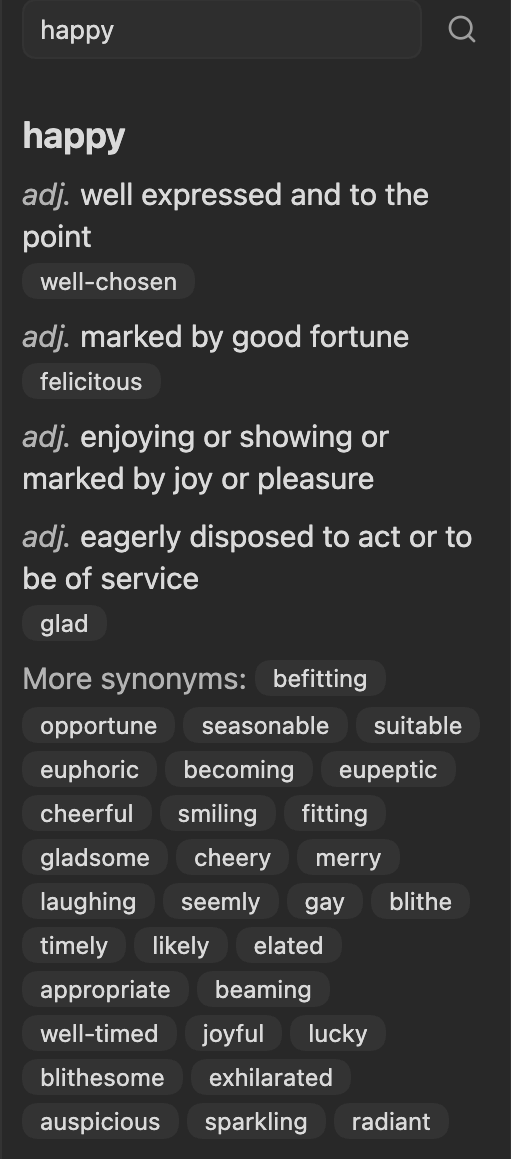 happy
happy
adj. well expressed and to the
point
well-chosen
adj. marked by good fortune
felicitous
adj. enjoying or showing or
marked by joy or pleasure
adj. eagerly disposed to act or to
be of service
glad
More synonyms: befitting
opportune seasonable suitable
euphoric becoming eupeptic
cheerful smiling fitting
gladsome cheery merry
laughing seemly gay blithe
timely likely elated
appropriate beaming
well-timed joyful lucky
blithesome exhilarated
auspicious sparkling radiant